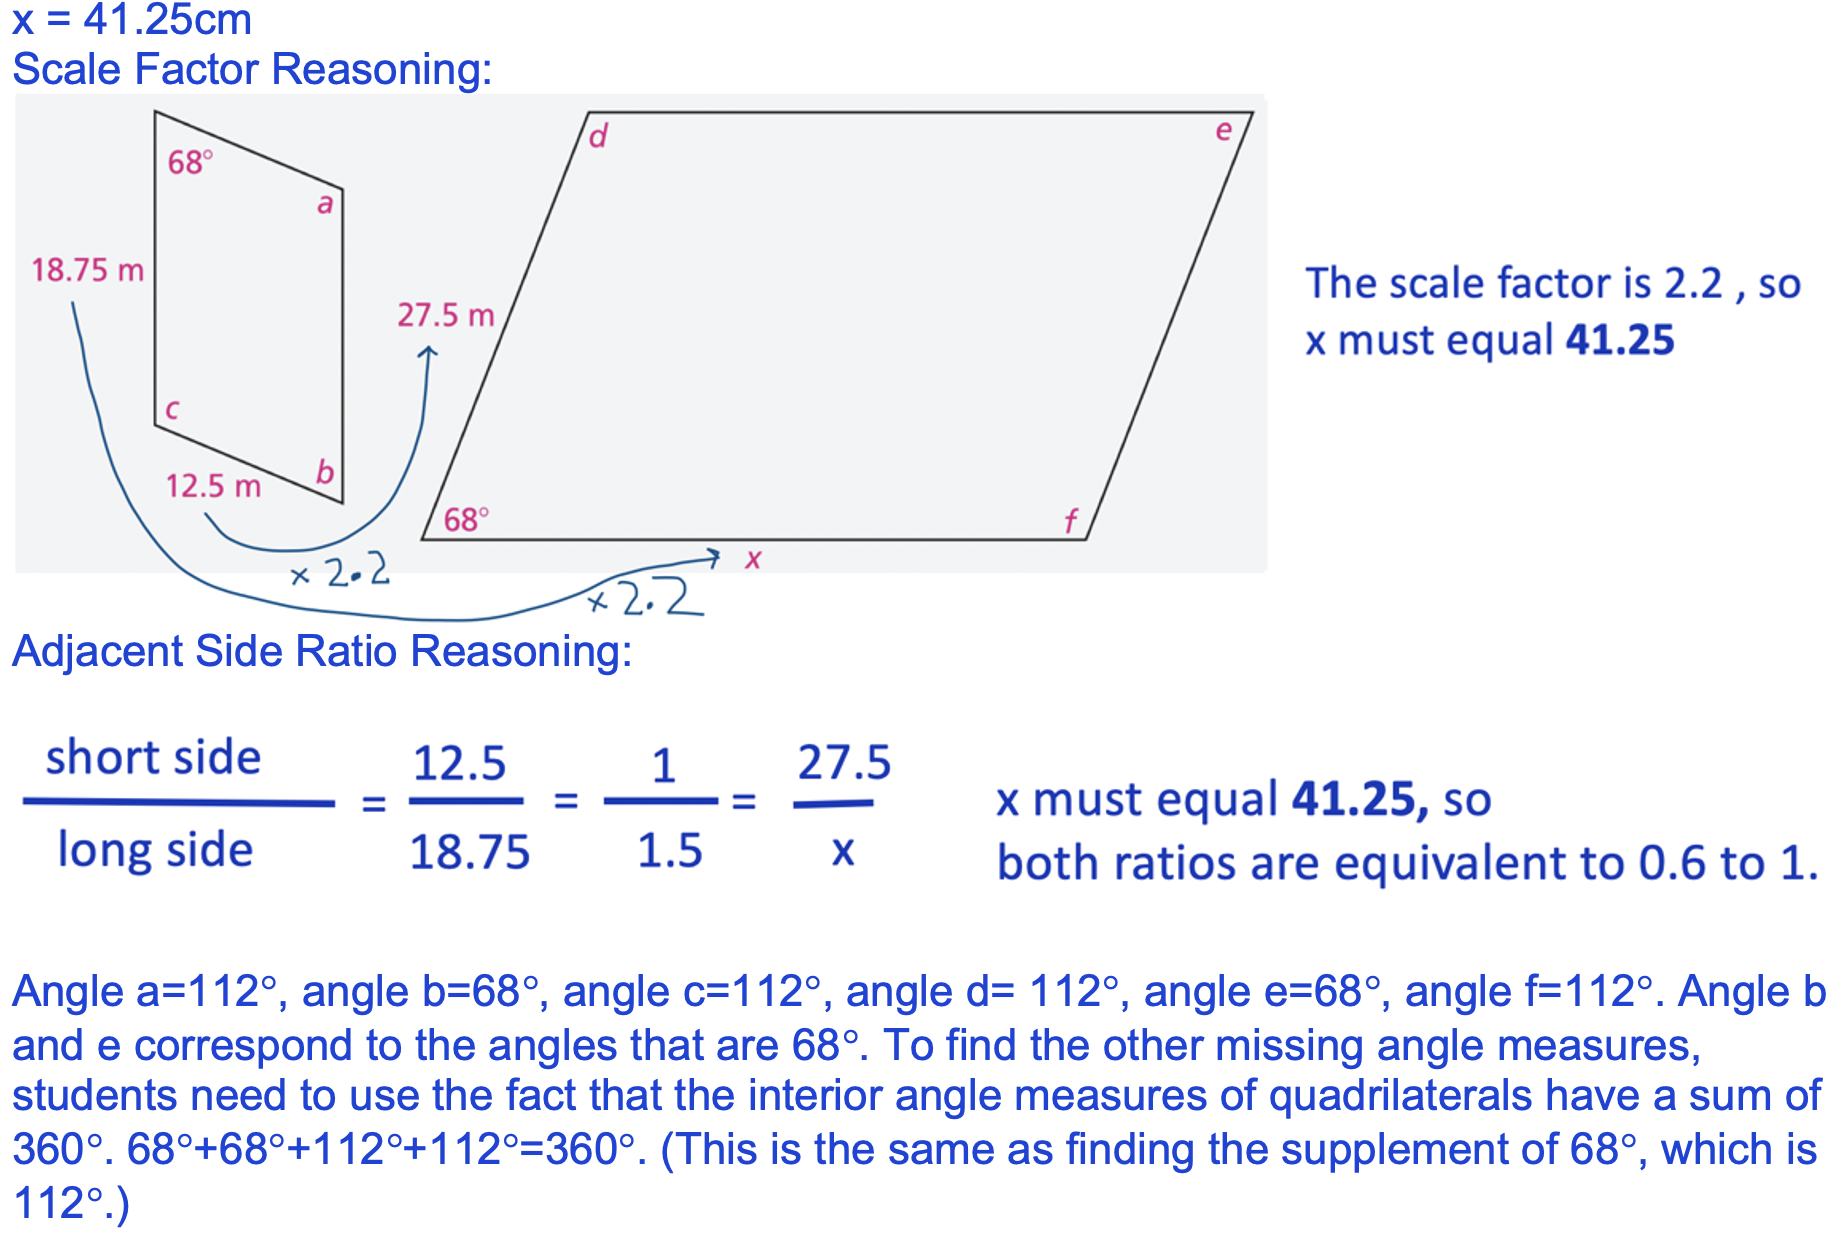 x = 41.25cm
Scale Factor Reasoning:
68°
a
18.75 m
c
12.5 m
b
27.5 m
d
e
68°
f
x
× 2.2
× 2.2
The scale factor is 2.2 , so
x must equal 41.25
Adjacent Side Ratio Reasoning:
short side
long side
=
12.5
18.75
=
1
1.5
=
27.5
x
x must equal 41.25, so
both ratios are equivalent to 0.6 to 1.
Angle a=112°, angle b=68°, angle c=112°, angle d= 112°, angle e=68°, angle f=112°. Angle b
and e correspond to the angles that are 68°. To find the other missing angle measures,
students need to use the fact that the interior angle measures of quadrilaterals have a sum of
360°. 68°+68°+112°+112°=360°. (This is the same as finding the supplement of 68°, which is
112°.)